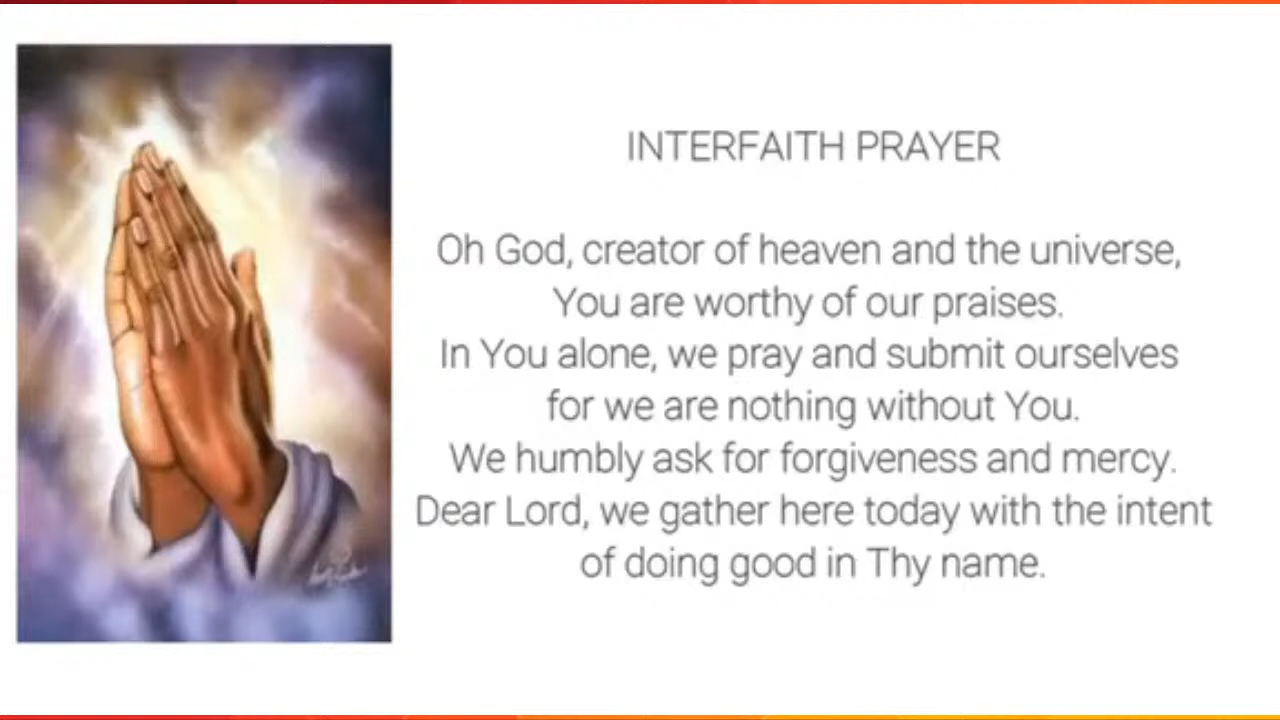 INTERFAITH PRAYER
Oh God, creator of heaven and the universe,
You are worthy of our praises.
In You alone, we pray and submit ourselves
for we are nothing without You.
We humbly ask for forgiveness and mercy.
Dear Lord, we gather here today with the intent
of doing good in Thy name.